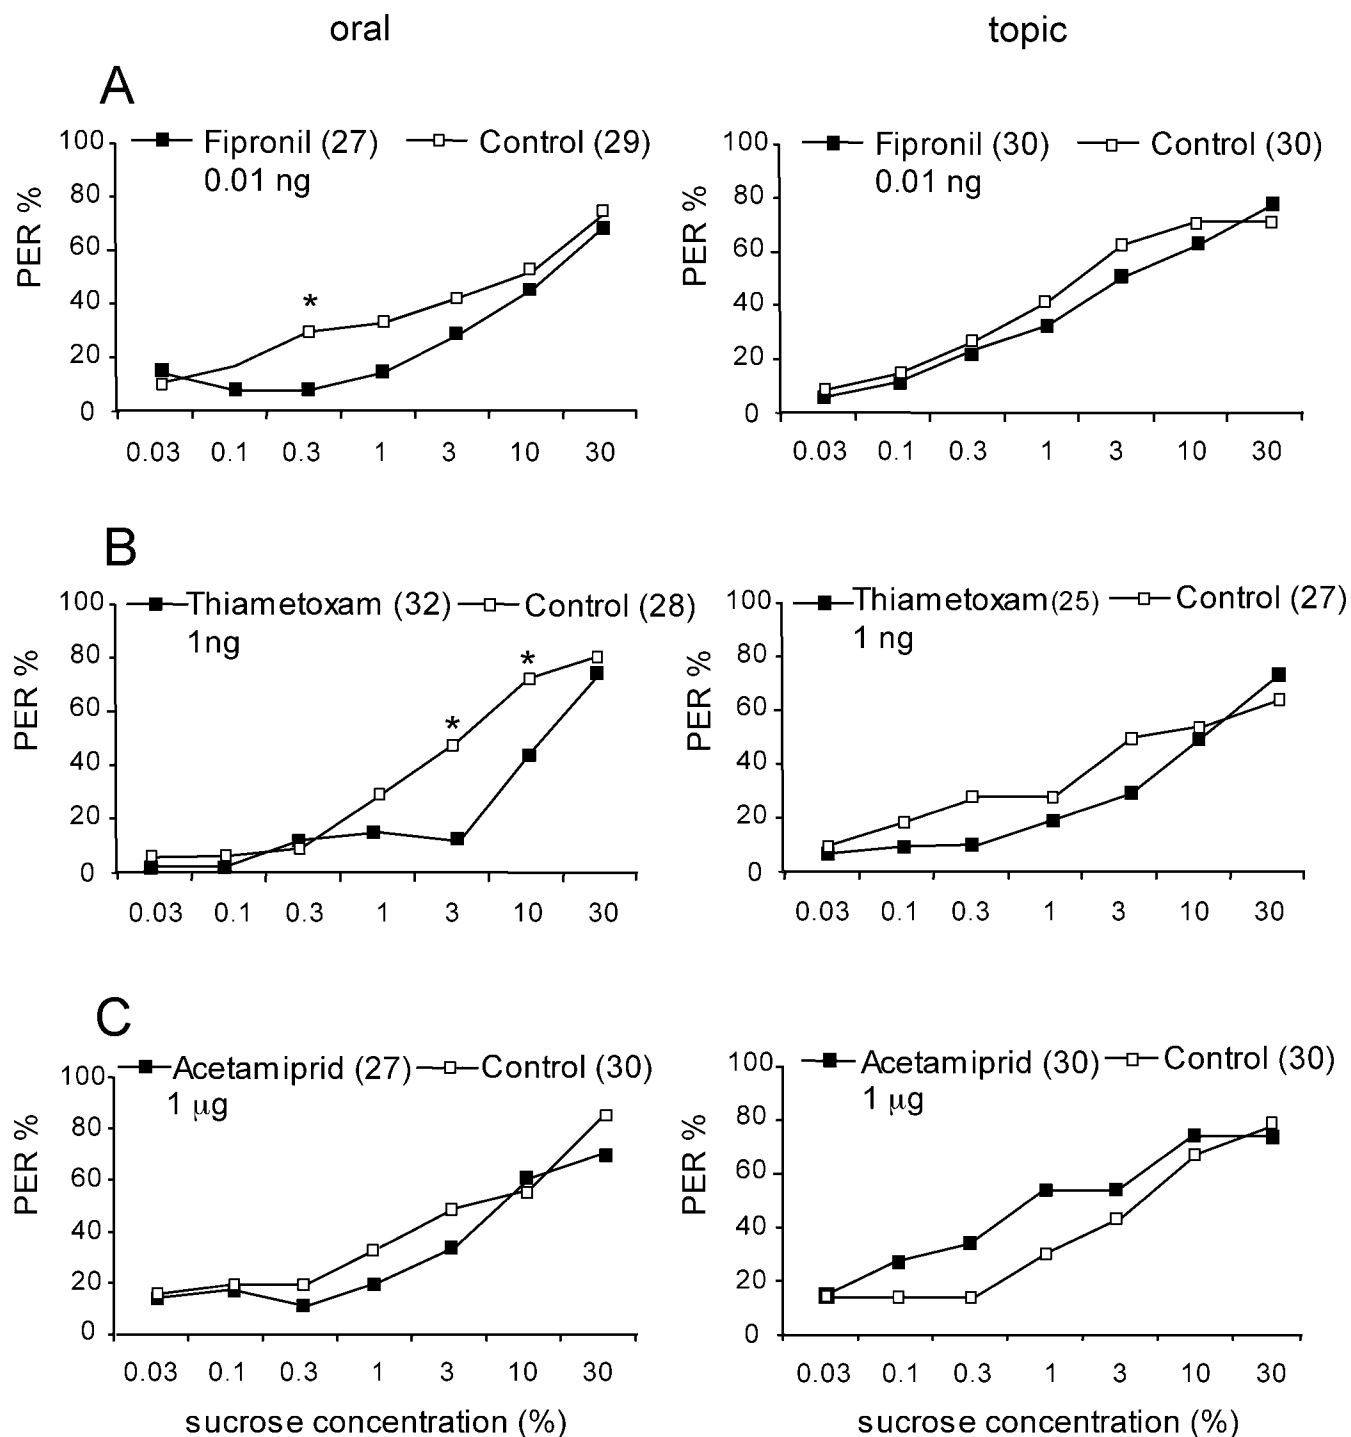 oral
topic
A
Fipronil (27) Control (29)
0.01 ng
PER %
100
80
60
40
20
0
*
0.03 0.1 0.3 1 3 10 30
Fipronil (30) Control (30)
0.01 ng
PER %
100
80
60
40
20
0
0.03 0.1 0.3 1 3 10 30
B
Thiametoxam (32) Control (28)
1ng
PER %
100
80
60
40
20
0
*
*
0.03 0.1 0.3 1 3 10 30
Thiametoxam(25) Control (27)
1 ng
PER %
100
80
60
40
20
0
0.03 0.1 0.3 1 3 10 30
C
Acetamiprid (27) Control (30)
1 μg
PER %
100
80
60
40
20
0
0.03 0.1 0.3 1 3 10 30
sucrose concentration (%)
Acetamiprid (30) Control (30)
1 μg
PER %
100
80
60
40
20
0
0.03 0.1 0.3 1 3 10 30
sucrose concentration (%)